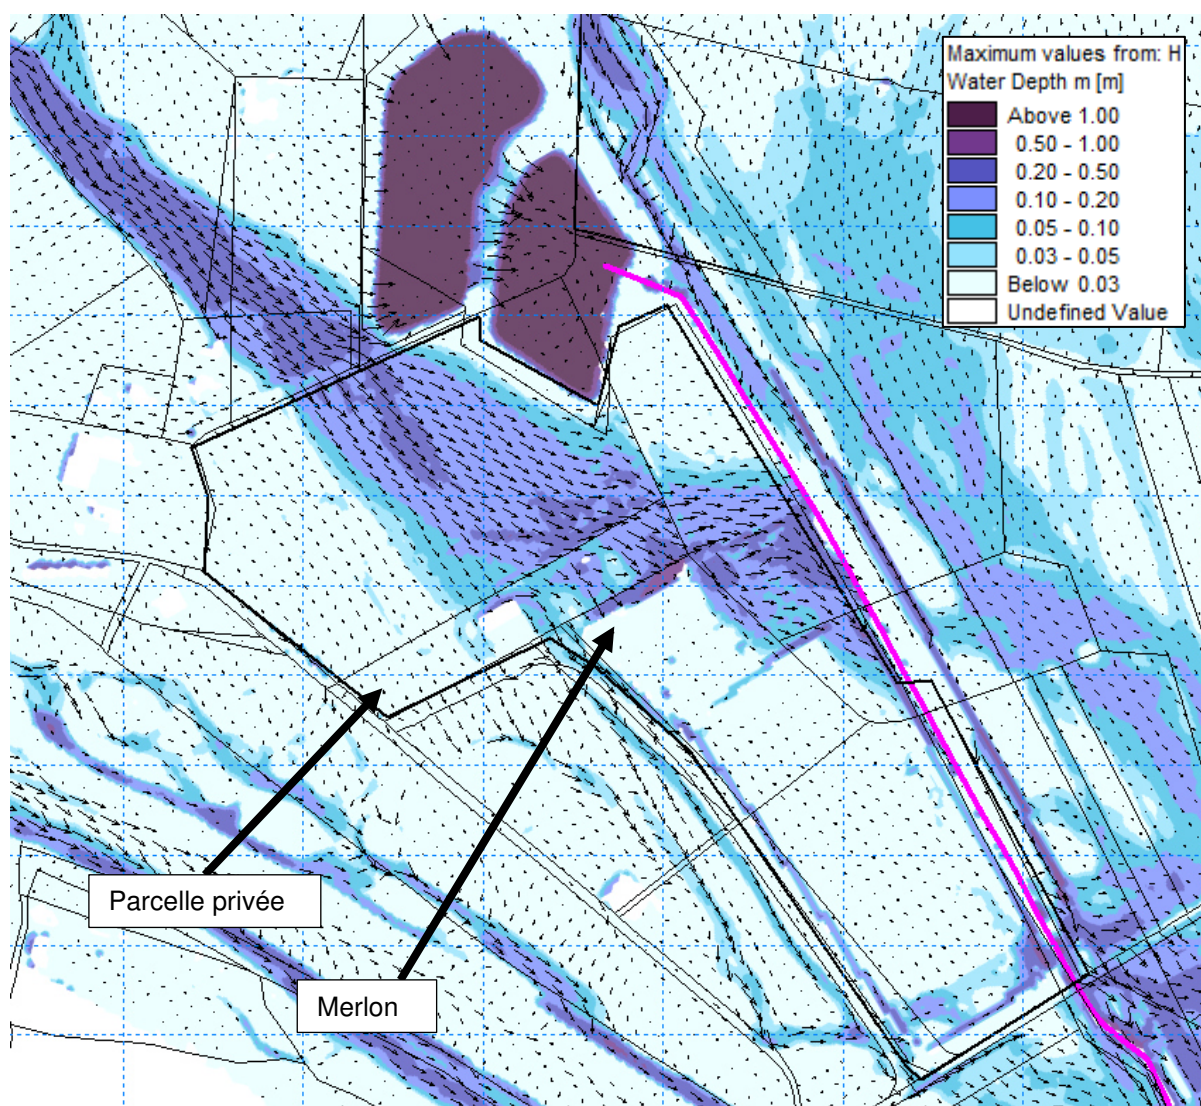 Maximum values from: H
Water Depth m [m]
Above 1.00
0.50 - 1.00
0.20 - 0.50
0.10 - 0.20
0.05 - 0.10
0.03 - 0.05
Below 0.03
Undefined Value
Parcelle privée
Merlon